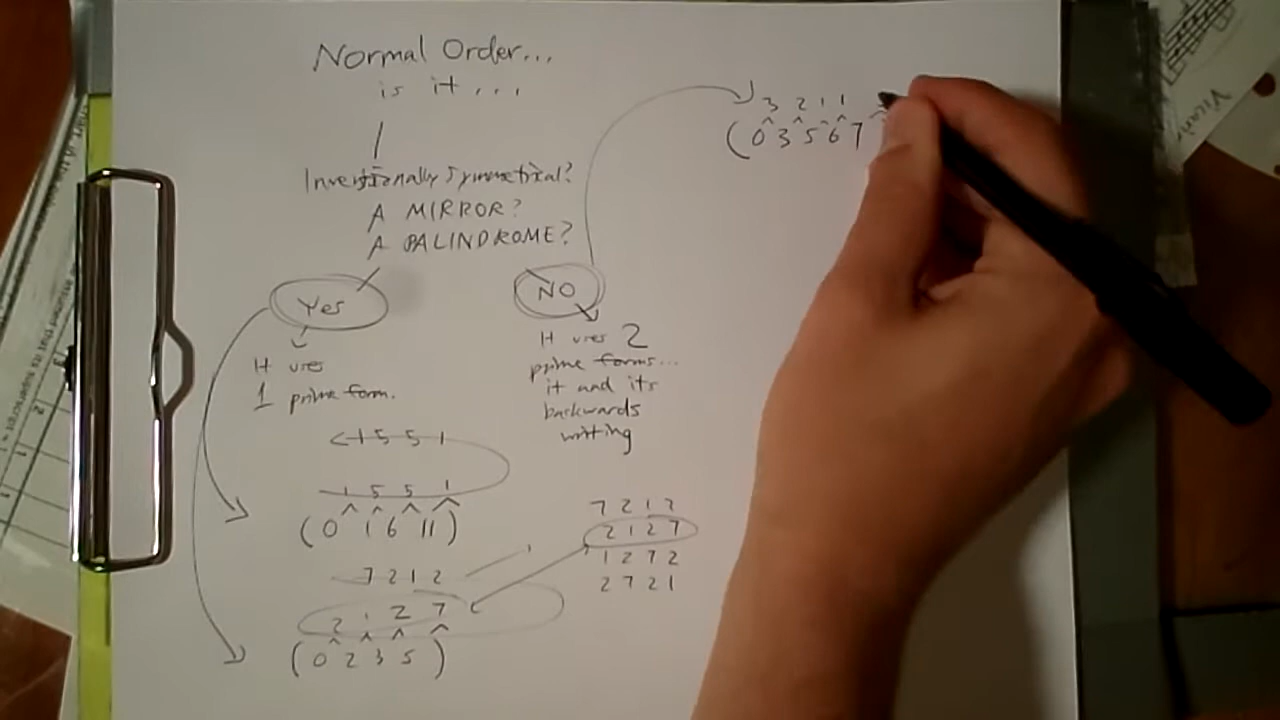 Normal Order...
is it...
Inversionally Symmetrical?
A MIRROR?
A PALINDROME?
Yes
It uses
1 prime form.
NO
It uses 2
prime forms...
it and its
backwards
writing
3 2 1 1
(0 3 5 6 7
< 1 5 5 1
1 5 5 1
(0 1 6 11)
7 2 1 2
2 1 2 7
(0 2 3 5)
7 2 1 2
2 1 2 7
1 2 7 2
2 7 2 1
Vicari